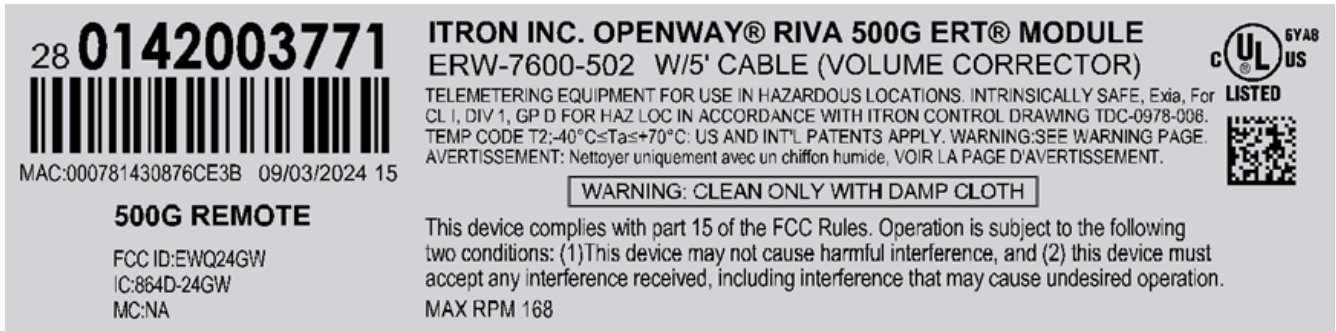 28 0142003771
MAC:000781430876CE3B 09/03/2024 15
500G REMOTE
FCC ID:EWQ24GW
IC:864D-24GW
MC:NA
ITRON INC. OPENWAY® RIVA 500G ERT® MODULE
ERW-7600-502 W/5' CABLE (VOLUME CORRECTOR)
TELEMETERING EQUIPMENT FOR USE IN HAZARDOUS LOCATIONS. INTRINSICALLY SAFE, Exia, For
CL I, DIV 1, GP D FOR HAZ LOC IN ACCORDANCE WITH ITRON CONTROL DRAWING TDC-0978-006.
TEMP CODE T2;-40°C≤Ta≤+70°C: US AND INT'L PATENTS APPLY. WARNING:SEE WARNING PAGE.
AVERTISSEMENT: Nettoyer uniquement avec un chiffon humide, VOIR LA PAGE D'AVERTISSEMENT.
WARNING: CLEAN ONLY WITH DAMP CLOTH
This device complies with part 15 of the FCC Rules. Operation is subject to the following
two conditions: (1)This device may not cause harmful interference, and (2) this device must
accept any interference received, including interference that may cause undesired operation.
MAX RPM 168
6YA8
C UL ® US
LISTED